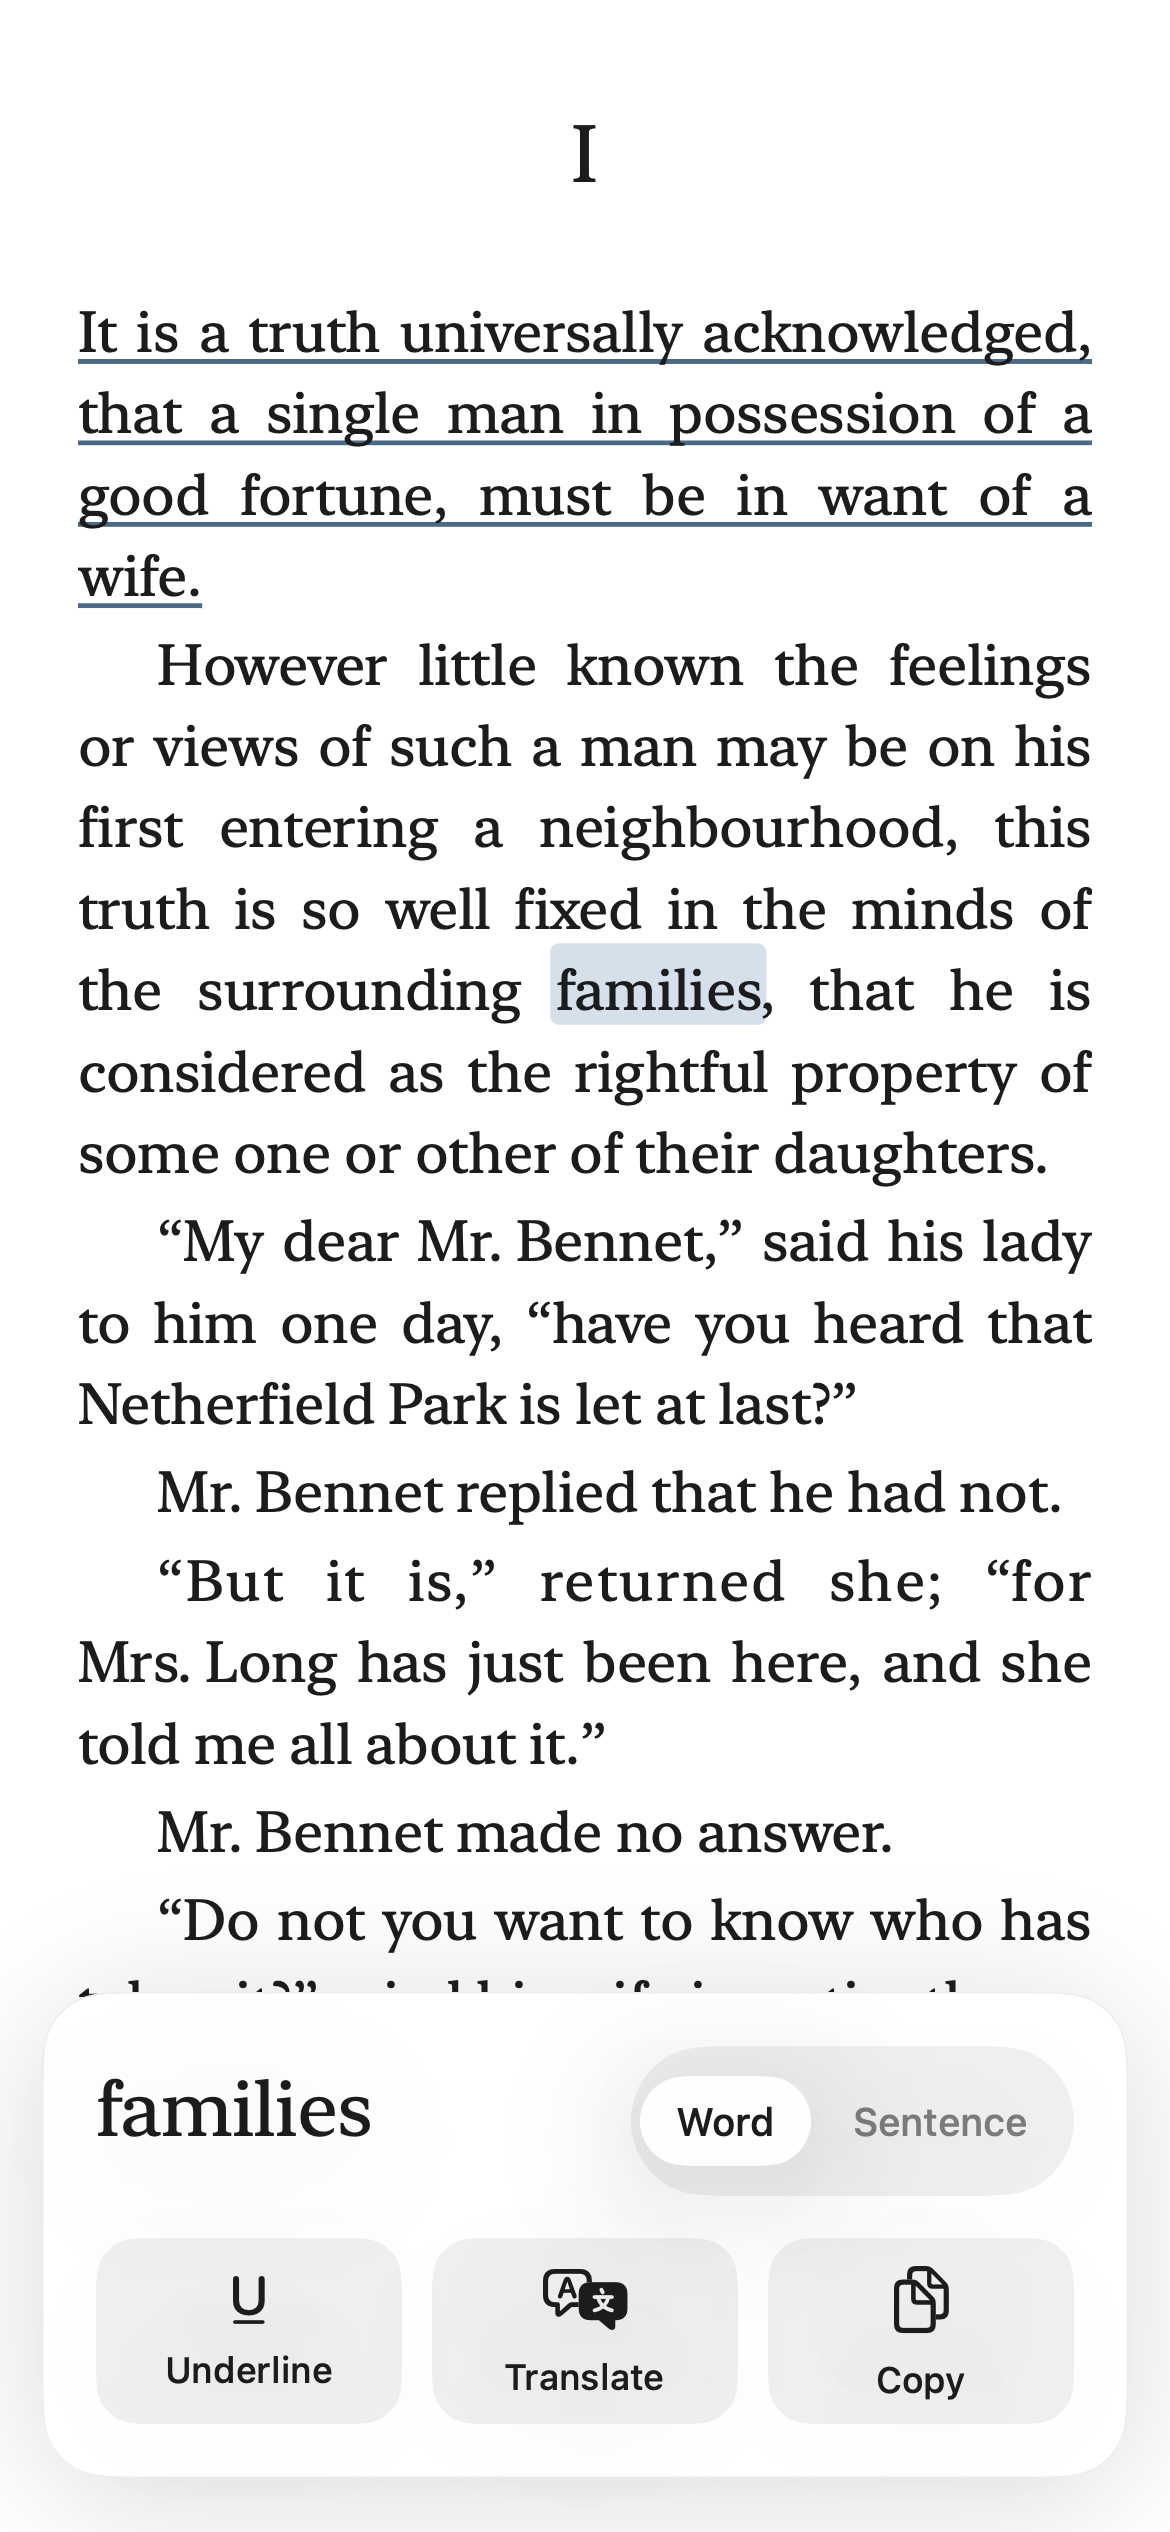 I
It is a truth universally acknowledged,
that a single man in possession of a
good fortune, must be in want of a
wife.
However little known the feelings
or views of such a man may be on his
first entering a neighbourhood, this
truth is so well fixed in the minds of
the surrounding families, that he is
considered as the rightful property of
some one or other of their daughters.
“My dear Mr. Bennet,” said his lady
to him one day, “have you heard that
Netherfield Park is let at last?”
Mr. Bennet replied that he had not.
“But it is,” returned she; “for
Mrs. Long has just been here, and she
told me all about it.”
Mr. Bennet made no answer.
“Do not you want to know who has
families
Word Sentence
Underline Translate Copy